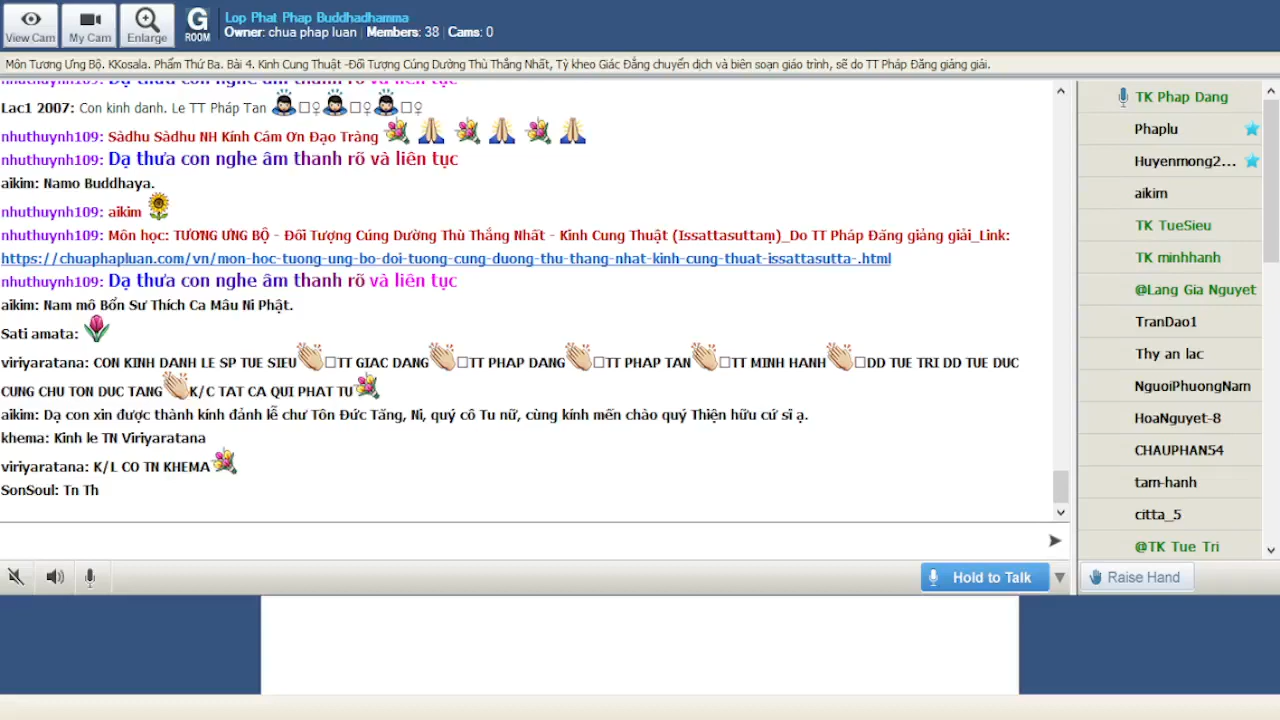 Lop Phat Phap Buddhadhamma
View Cam My Cam Enlarge G ROOM Owner: chua phap luan Members: 38 Cams: 0
Môn Tương Ưng Bộ. KKosala. Phẩm Thứ Ba. Bài 4. Kinh Cung Thuật -Đối Tượng Cúng Dường Thù Thắng Nhất, Tỳ kheo Giác Đẳng chuyển dịch và biên soạn giáo trình, sẽ do TT Pháp Đăng giảng giải.
nhuthuynh109: Dạ thưa con nghe âm thanh rõ và liên tục
Lac1 2007: Con kinh danh. Le TT Pháp Tan 🙇🏻□♀🙇🏻□♀🙇🏻□♀
nhuthuynh109: Sàdhu Sàdhu NH Kính Cám Ơn Đạo Tràng 💐 🙏 💐 🙏 💐 🙏
nhuthuynh109: Dạ thưa con nghe âm thanh rõ và liên tục
aikim: Namo Buddhaya.
nhuthuynh109: aikim 🌻
nhuthuynh109: Môn học: TƯƠNG ƯNG BỘ - Đối Tượng Cúng Dường Thù Thắng Nhất - Kinh Cung Thuật (Issattasuttaṃ)_Do TT Pháp Đăng giảng giải_Link:
https://chuaphapluan.com/vn/mon-hoc-tuong-ung-bo-doi-tuong-cung-duong-thu-thang-nhat-kinh-cung-thuat-issattasutta-.html
nhuthuynh109: Dạ thưa con nghe âm thanh rõ và liên tục
aikim: Nam mô Bổn Sư Thích Ca Mâu Ni Phật.
Sati amata: 🌷
viriyaratana: CON KINH DANH LE SP TUE SIEU👏🏻□TT GIAC DANG👏🏻□TT PHAP DANG👏🏻□TT PHAP TAN👏🏻□TT MINH HANH👏🏻□DD TUE TRI DD TUE DUC
CUNG CHU TON DUC TANG👏🏻K/C TAT CA QUI PHAT TU💐
aikim: Dạ con xin được thành kính đảnh lễ chư Tôn Đức Tăng, Ni, quý cô Tu nữ, cùng kính mến chào quý Thiện hữu cư sĩ ạ.
khema: Kinh le TN Viriyaratana
viriyaratana: K/L CO TN KHEMA💐
SonSoul: Tn Th
Hold to Talk
TK Phap Dang
Phaplu
Huyenmong2...
aikim
TK TueSieu
TK minhhanh
@Lang Gia Nguyet
TranDao1
Thy an lac
NguoiPhuongNam
HoaNguyet-8
CHAUPHAN54
tam-hanh
citta_5
@TK Tue Tri
Raise Hand